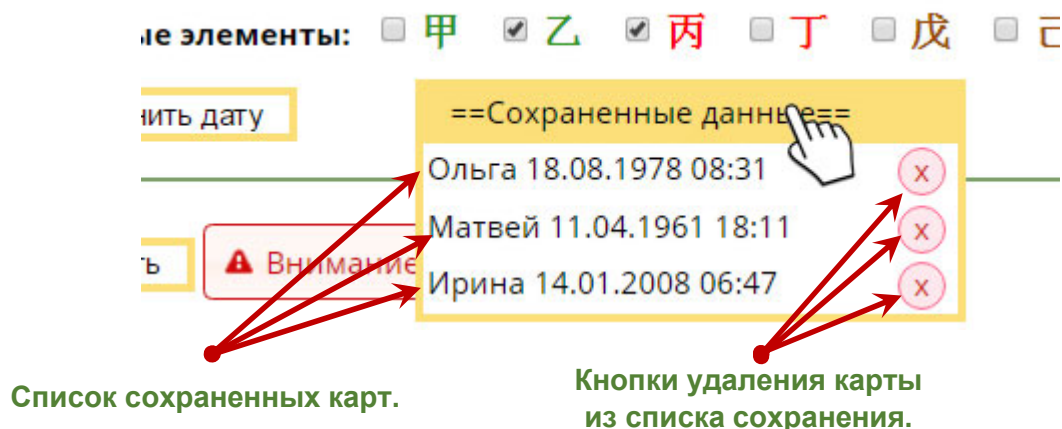 ые элементы: 甲 乙 丙 丁 戊 己
нить дату
==Сохраненные данные==
Ольга 18.08.1978 08:31 x
Матвей 11.04.1961 18:11 x
ть Внимание
Ирина 14.01.2008 06:47 x
Список сохраненных карт.
Кнопки удаления карты
из списка сохранения.